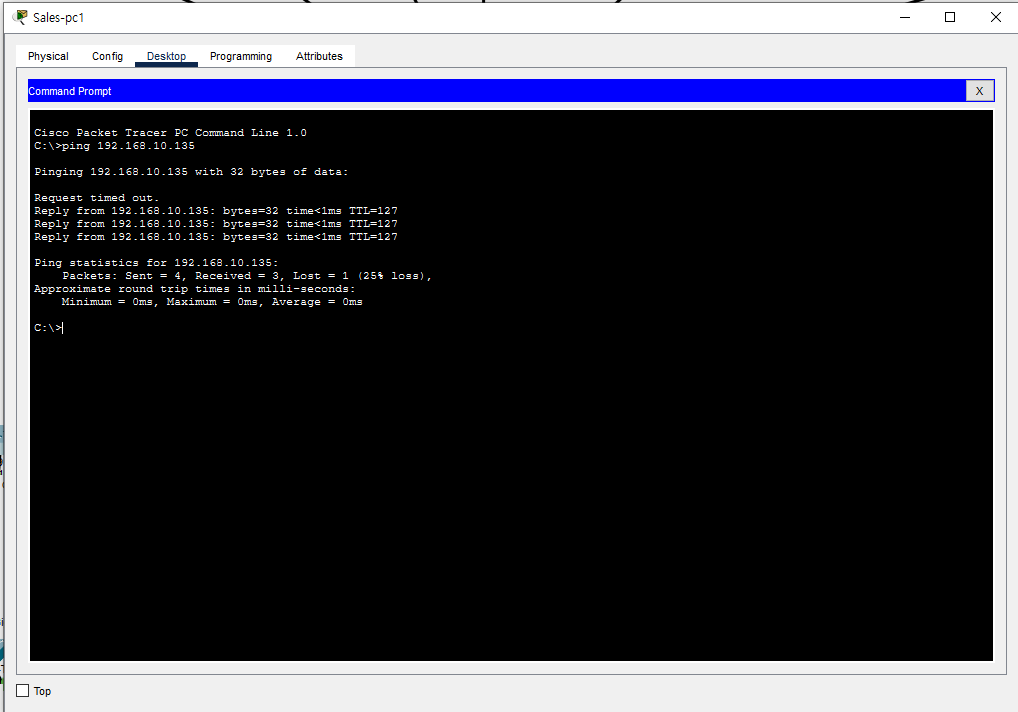 Sales-pc1
Physical Config Desktop Programming Attributes
Command Prompt X
Cisco Packet Tracer PC Command Line 1.0
C:\>ping 192.168.10.135
Pinging 192.168.10.135 with 32 bytes of data:
Request timed out.
Reply from 192.168.10.135: bytes=32 time<1ms TTL=127
Reply from 192.168.10.135: bytes=32 time<1ms TTL=127
Reply from 192.168.10.135: bytes=32 time<1ms TTL=127
Ping statistics for 192.168.10.135:
Packets: Sent = 4, Received = 3, Lost = 1 (25% loss),
Approximate round trip times in milli-seconds:
Minimum = 0ms, Maximum = 0ms, Average = 0ms
C:\>
Top